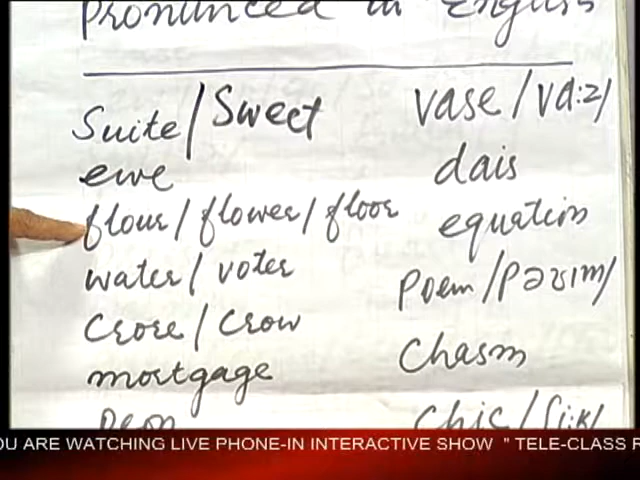 Pronunced in English
Suite/Sweet
ewe
flour/flower/floor
water/voter
Crore/Crow
mortgage
vase/va:z/
dais
equation
Poem/pəʊɪm/
Chasm
Chic/ʃi:k/
OU ARE WATCHING LIVE PHONE-IN INTERACTIVE SHOW " TELE-CLASS R